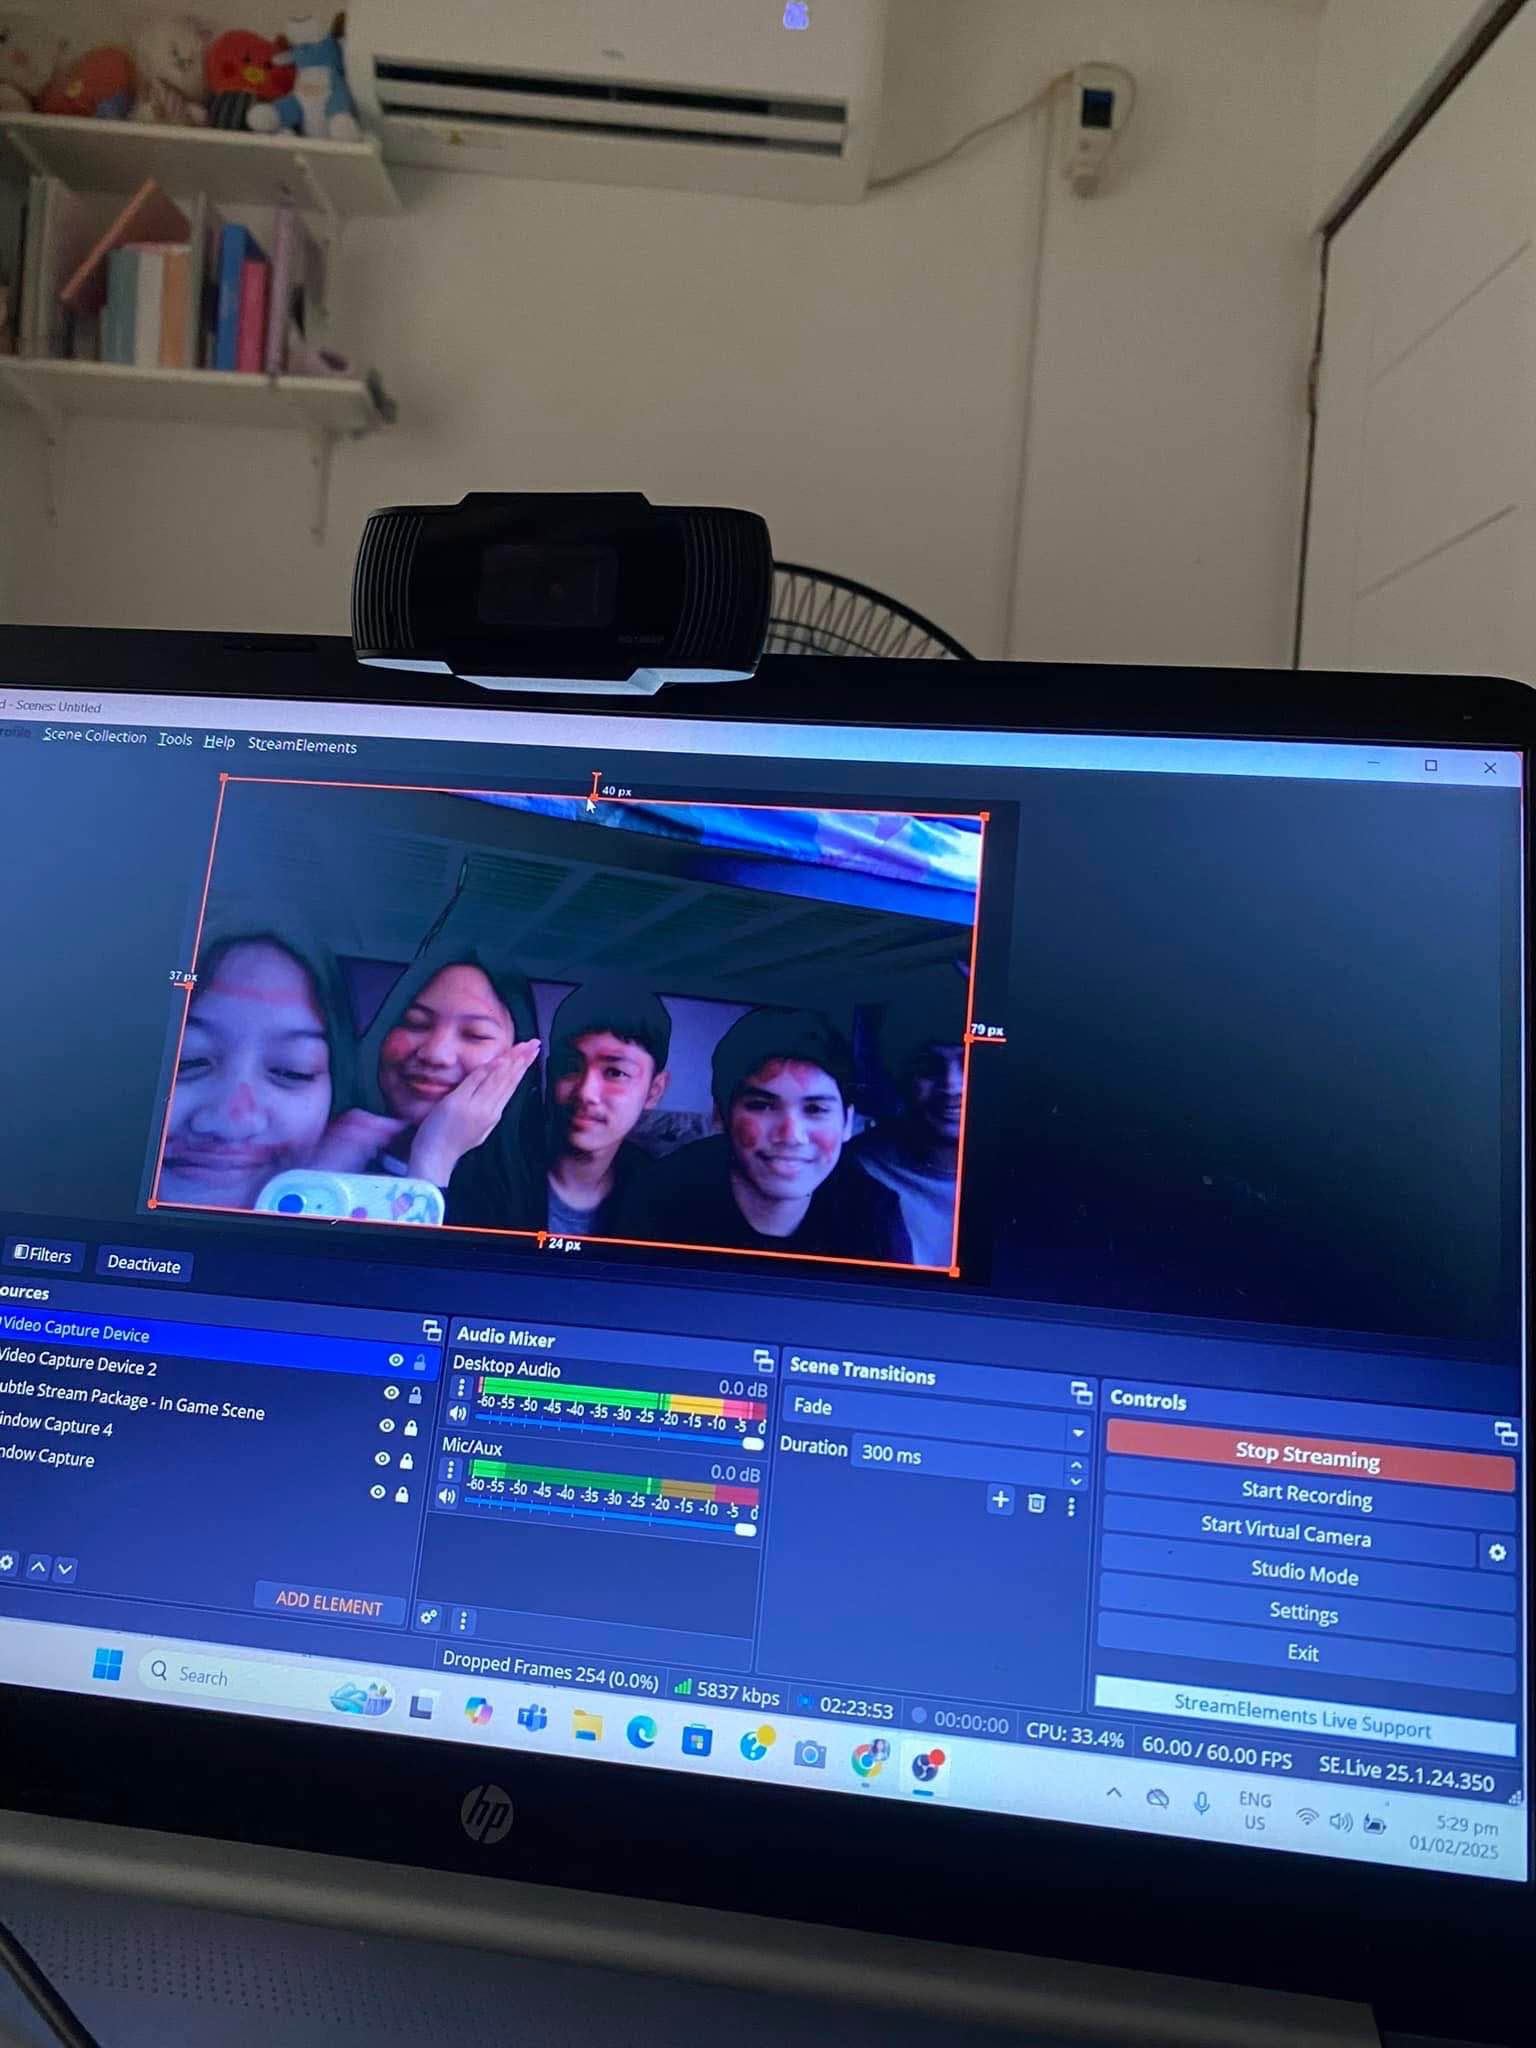 - Scenes: Untitled
Scene Collection Tools Help StreamElements
40 px
37 px
79 px
24 px
Filters Deactivate
ources
Video Capture Device
Video Capture Device 2
ubtle Stream Package - In Game Scene
indow Capture 4
ndow Capture
ADD ELEMENT
Audio Mixer
Desktop Audio
0.0 dB
-60 -55 -50 -45 -40 -35 -30 -25 -20 -15 -10 -5 0
Mic/Aux
0.0 dB
-60 -55 -50 -45 -40 -35 -30 -25 -20 -15 -10 -5 0
Scene Transitions
Fade
Duration 300 ms
Controls
Stop Streaming
Start Recording
Start Virtual Camera
Studio Mode
Settings
Exit
StreamElements Live Support
Dropped Frames 254 (0.0%) 5837 kbps 02:23:53 00:00:00 CPU: 33.4% 60.00 / 60.00 FPS SE.Live 25.1.24.350
Search
ENG
US
5:29 pm
01/02/2025
hp